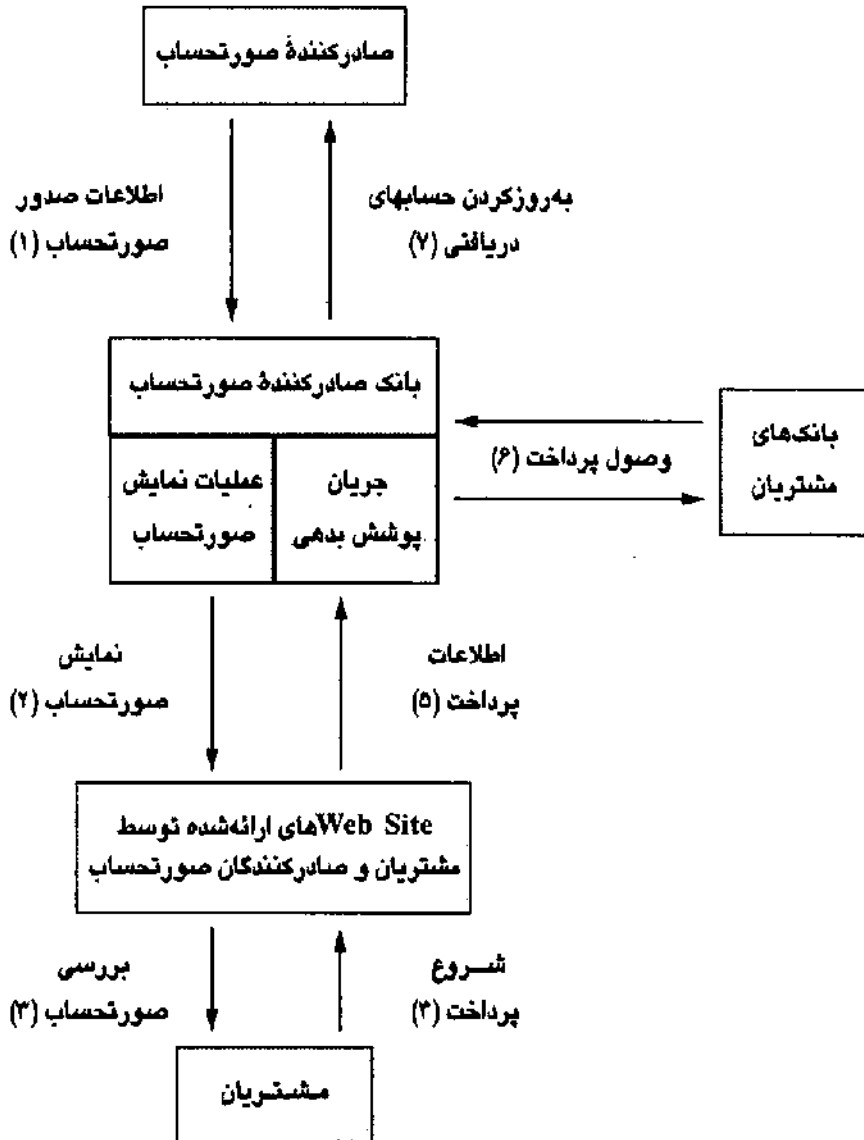 صادرکنندهٔ صورتحساب
اطلاعات صدور
صورتحساب (۱)
به‌روزکردن حسابهای
دریافتی (۷)
بانک صادرکنندهٔ صورتحساب
عملیات نمایش
صورتحساب
جریان
پوشش بدهی
وصول پرداخت (۶)
بانک‌های
مشتریان
نمایش
صورتحساب (۲)
اطلاعات
پرداخت (۵)
Web Siteهای ارائه‌شده توسط
مشتریان و صادرکنندگان صورتحساب
بررسی
صورتحساب (۳)
شــروع
پرداخت (۴)
مـشـتـریان